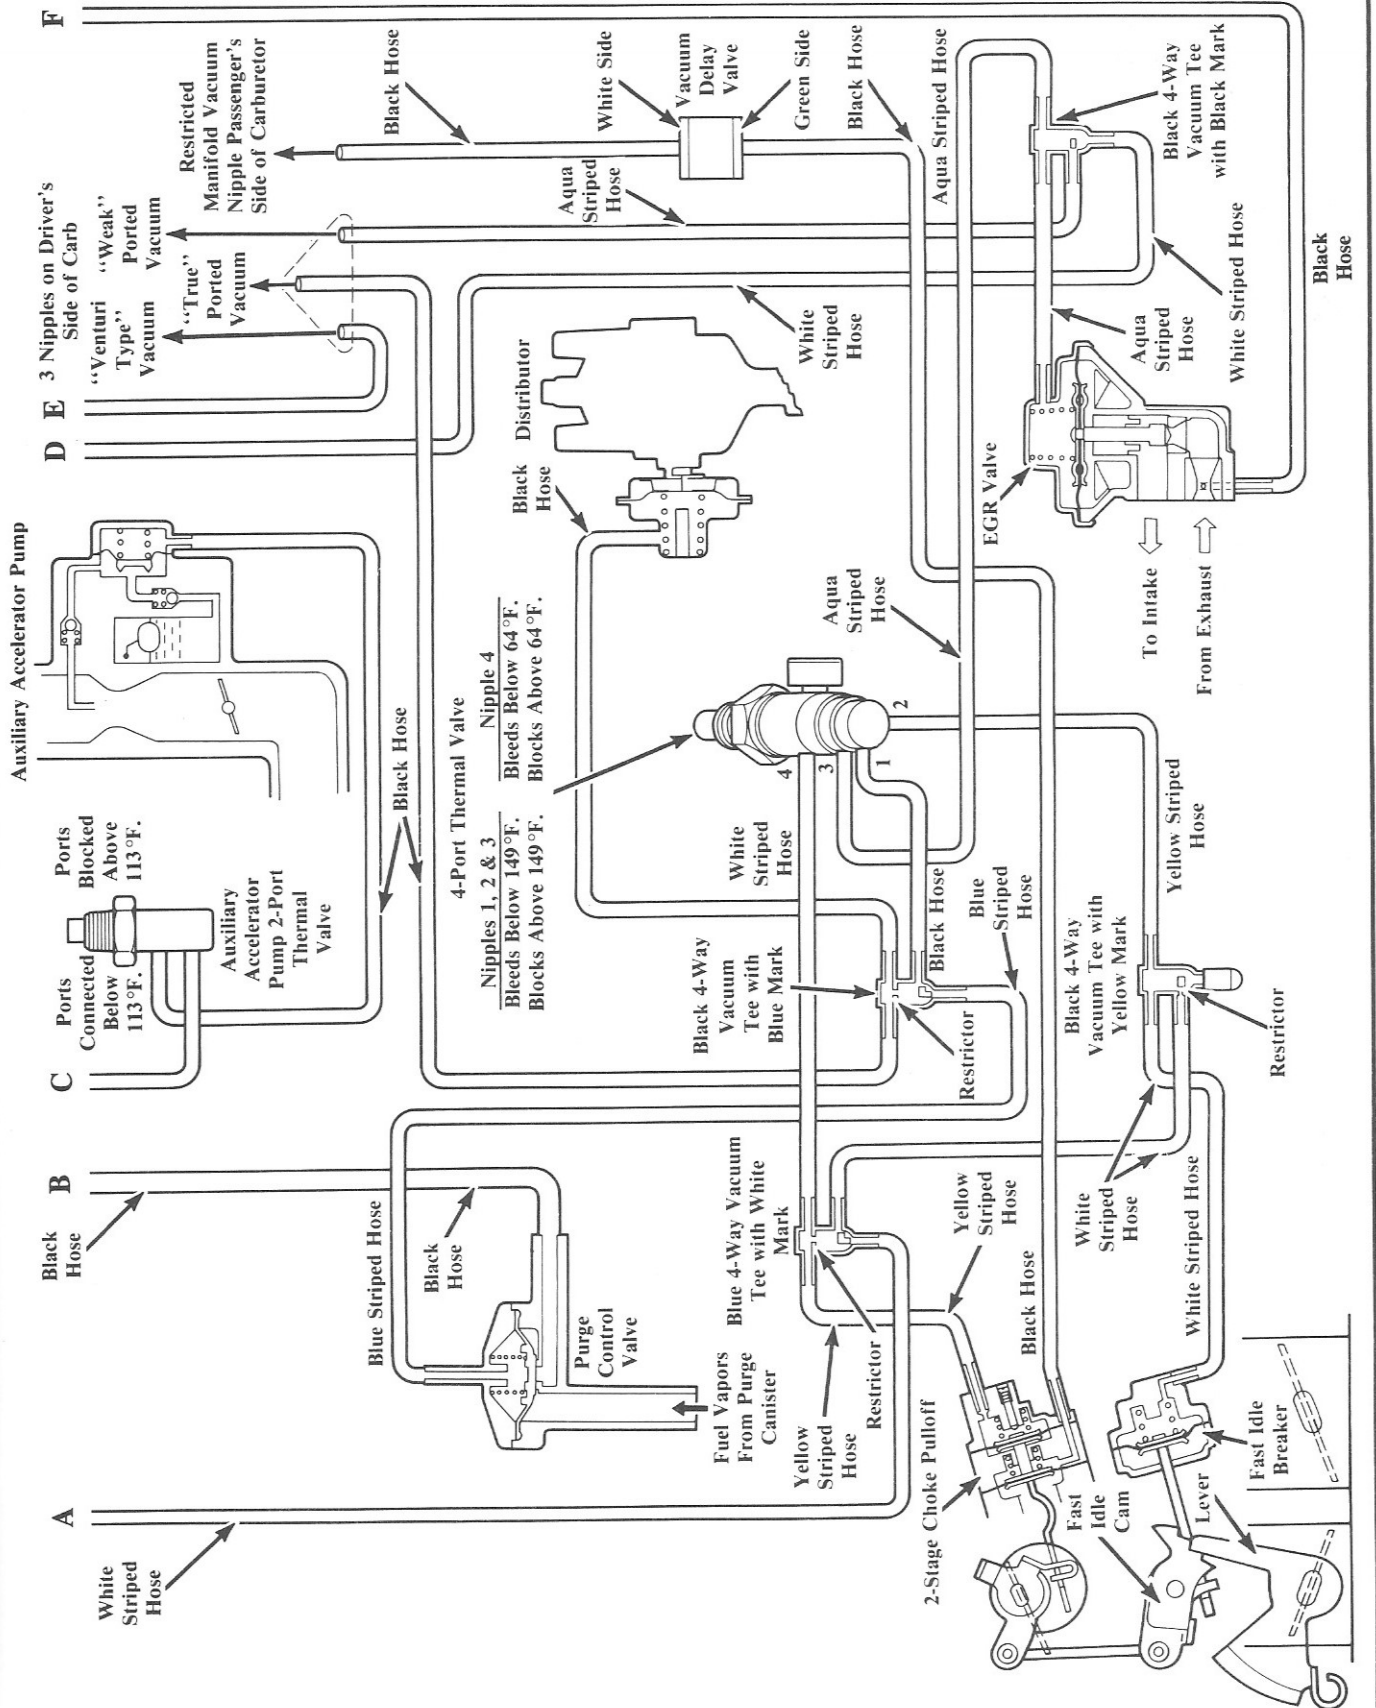 A
B
C
D
E
F
White
Striped
Hose
Black
Hose
Blue Striped Hose
Black
Hose
Purge
Control
Valve
Fuel Vapors
From Purge
Canister
Ports
Connected
Below
113°F.
Ports
Blocked
Above
113°F.
Auxiliary
Accelerator
Pump 2-Port
Thermal
Valve
Auxiliary Accelerator Pump
Black Hose
3 Nipples on Driver's
Side of Carb
"Venturi
Type"
Vacuum
"True"
Ported
Vacuum
"Weak"
Ported
Vacuum
Restricted
Manifold Vacuum
Nipple Passenger's
Side of Carburetor
Black Hose
White Side
Vacuum
Delay
Valve
Green Side
Black Hose
Aqua
Striped
Hose
Aqua Striped Hose
Black 4-Way
Vacuum Tee
with Black Mark
White
Striped
Hose
White Striped Hose
Black
Hose
Aqua
Striped
Hose
Distributor
Black
Hose
EGR Valve
To Intake
From Exhaust
4-Port Thermal Valve
Nipples 1, 2 & 3
Bleeds Below 149°F.
Blocks Above 149°F.
Nipple 4
Bleeds Below 64°F.
Blocks Above 64°F.
4
3
1
2
Aqua
Striped
Hose
White
Striped
Hose
Black Hose
Blue
Striped
Hose
Black 4-Way
Vacuum
Tee with
Blue Mark
Restrictor
Black 4-Way
Vacuum Tee with
Yellow Mark
Yellow Striped
Hose
Restrictor
Blue 4-Way Vacuum
Tee with White
Mark
Restrictor
Yellow
Striped
Hose
Yellow
Striped
Hose
Black Hose
White
Striped
Hose
White Striped Hose
2-Stage Choke Pulloff
Fast
Idle
Cam
Lever
Fast Idle
Breaker